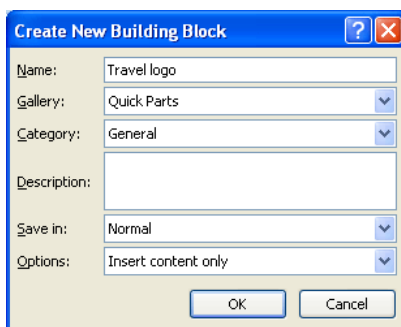 Create New Building Block ?
Name: Travel logo
Gallery: Quick Parts
Category: General
Description:
Save in: Normal
Options: Insert content only
OK Cancel